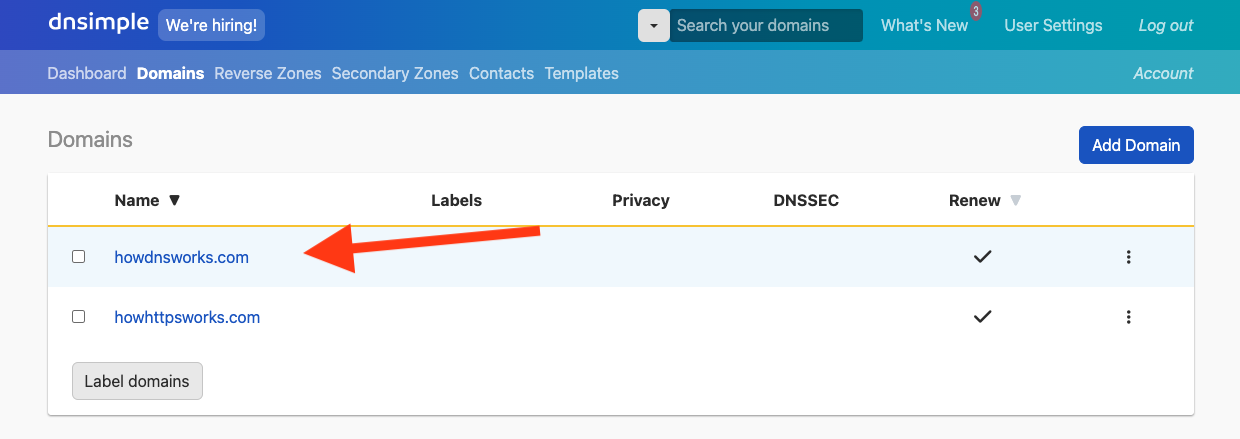 dnsimple We're hiring! Search your domains What's New 3 User Settings Log out
Dashboard Domains Reverse Zones Secondary Zones Contacts Templates Account
Domains Add Domain
Name ▼ Labels Privacy DNSSEC Renew ▼
howdnsworks.com
howhttpsworks.com
Label domains